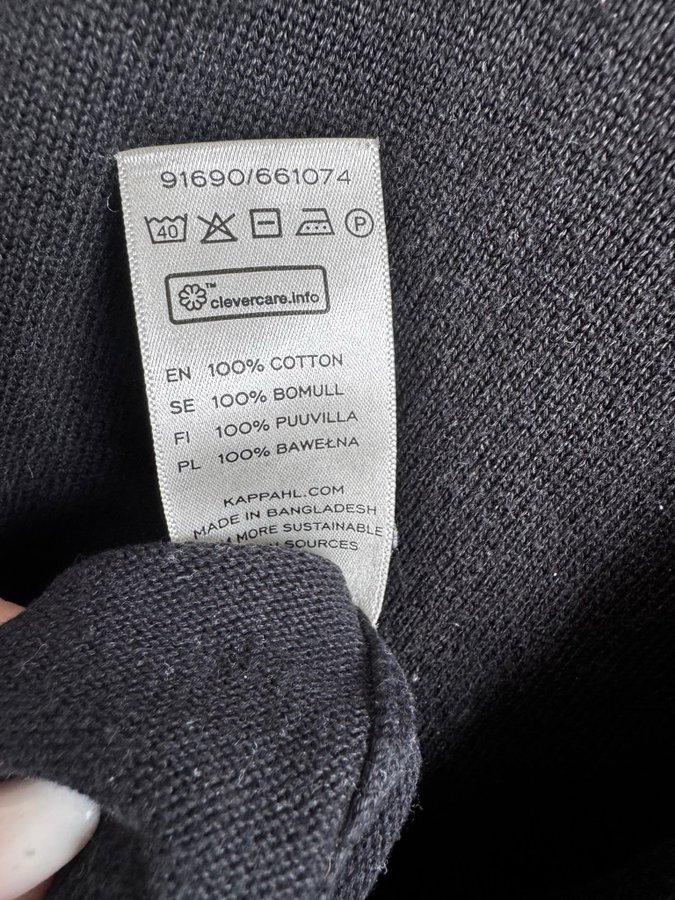 91690/661074
40 P
™ clevercare.info
EN 100% COTTON
SE 100% BOMULL
FI 100% PUUVILLA
PL 100% BAWEŁNA
KAPPAHL.COM
MADE IN BANGLADESH
MORE SUSTAINABLE
SOURCES